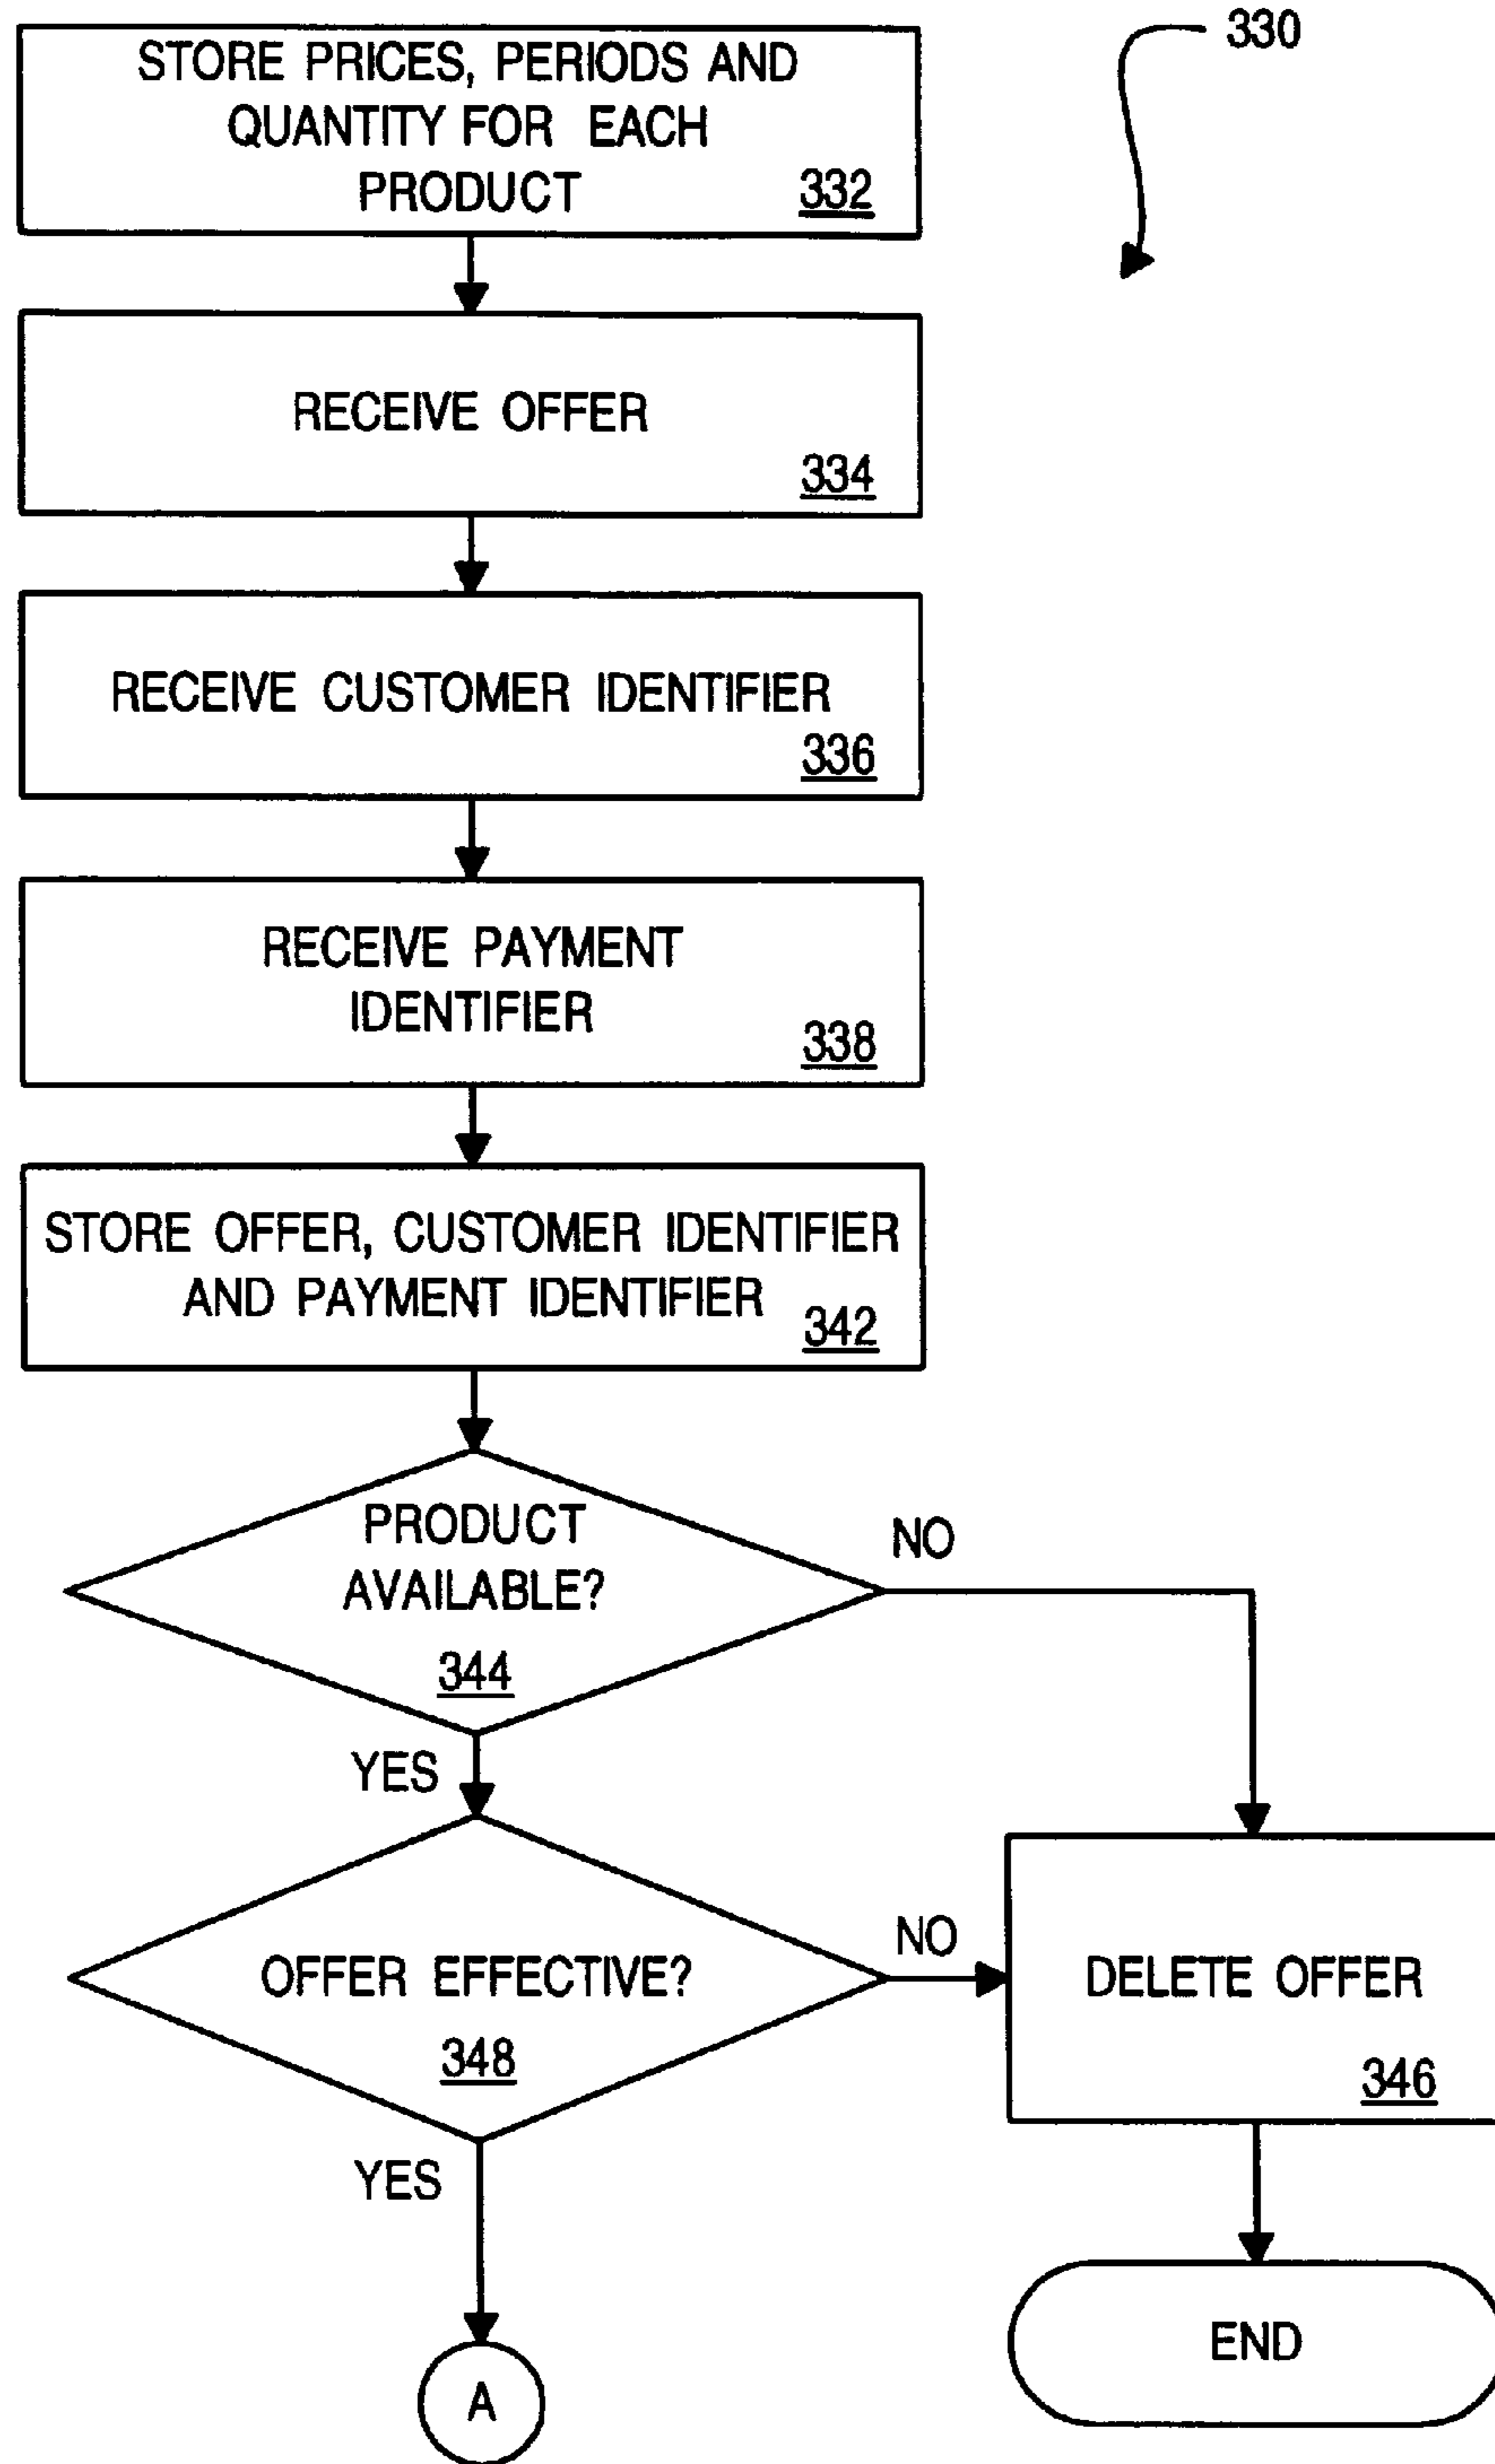 330
STORE PRICES, PERIODS AND
QUANTITY FOR EACH
PRODUCT 332
RECEIVE OFFER
334
RECEIVE CUSTOMER IDENTIFIER
336
RECEIVE PAYMENT
IDENTIFIER
338
STORE OFFER, CUSTOMER IDENTIFIER
AND PAYMENT IDENTIFIER
342
PRODUCT
AVAILABLE?
344
NO
YES
OFFER EFFECTIVE?
348
NO
DELETE OFFER
346
YES
END
A